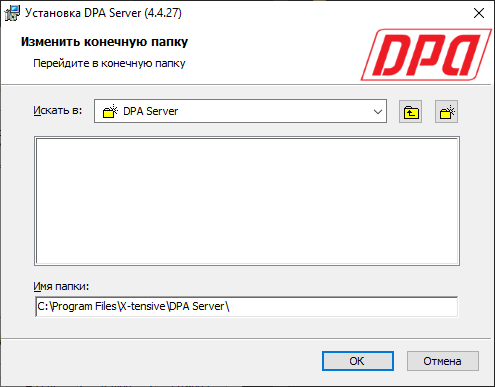 Установка DPA Server (4.4.27)
Изменить конечную папку
Перейдите в конечную папку
DPA
Искать в:
DPA Server
Имя папки:
C:\Program Files\X-tensive\DPA Server\
OK
Отмена